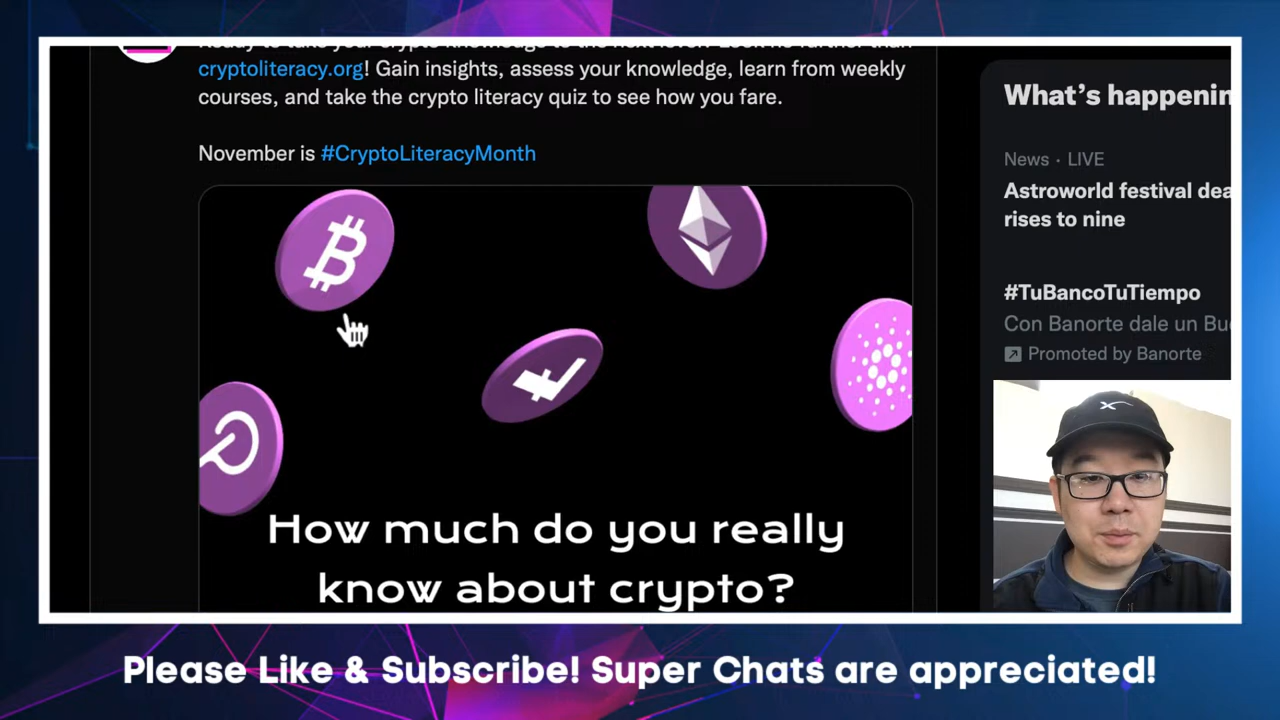 cryptoliteracy.org! Gain insights, assess your knowledge, learn from weekly
courses, and take the crypto literacy quiz to see how you fare.
November is #CryptoLiteracyMonth
How much do you really
know about crypto?
What's happenin
News · LIVE
Astroworld festival dea
rises to nine
#TuBancoTuTiempo
Con Banorte dale un Bu
Promoted by Banorte
Please Like & Subscribe! Super Chats are appreciated!